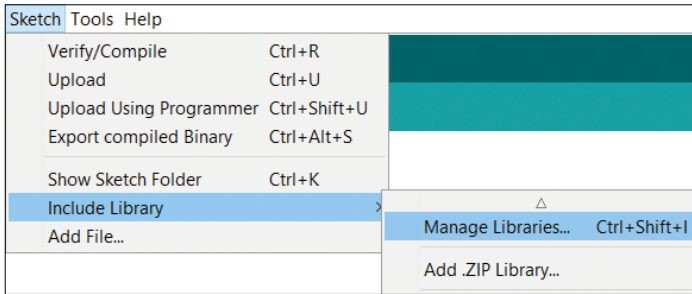 Sketch Tools Help
Verify/Compile Ctrl+R
Upload Ctrl+U
Upload Using Programmer Ctrl+Shift+U
Export compiled Binary Ctrl+Alt+S
Show Sketch Folder Ctrl+K
Include Library
Add File...
Manage Libraries... Ctrl+Shift+I
Add .ZIP Library...